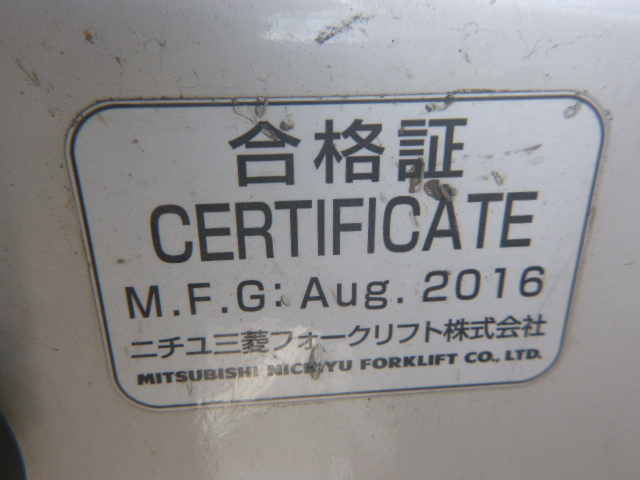 合格証
CERTIFICATE
M.F.G: Aug. 2016
ニチユ三菱フォークリフト株式会社
MITSUBISHI NICHIYU FORKLIFT CO., LTD.